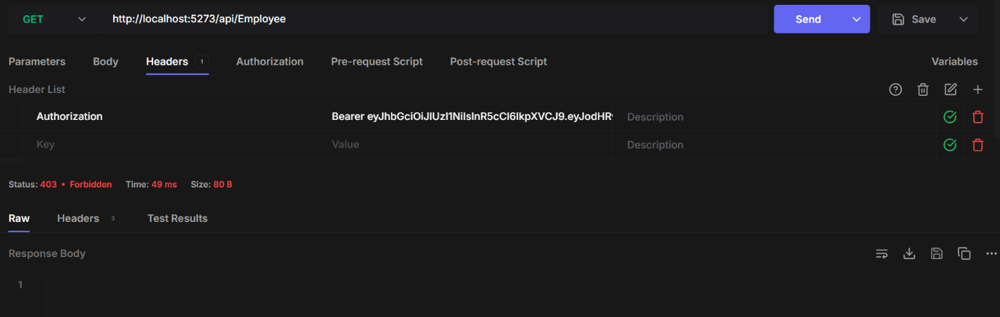 GET http://localhost:5273/api/Employee Send Save
Parameters Body Headers 1 Authorization Pre-request Script Post-request Script Variables
Header List
Authorization Bearer eyJhbGciOiJIUzI1NiIsInR5cCI6IkpXVCJ9.eyJodHR Description
Key Value Description
Status: 403 • Forbidden Time: 49 ms Size: 80 B
Raw Headers 3 Test Results
Response Body
1